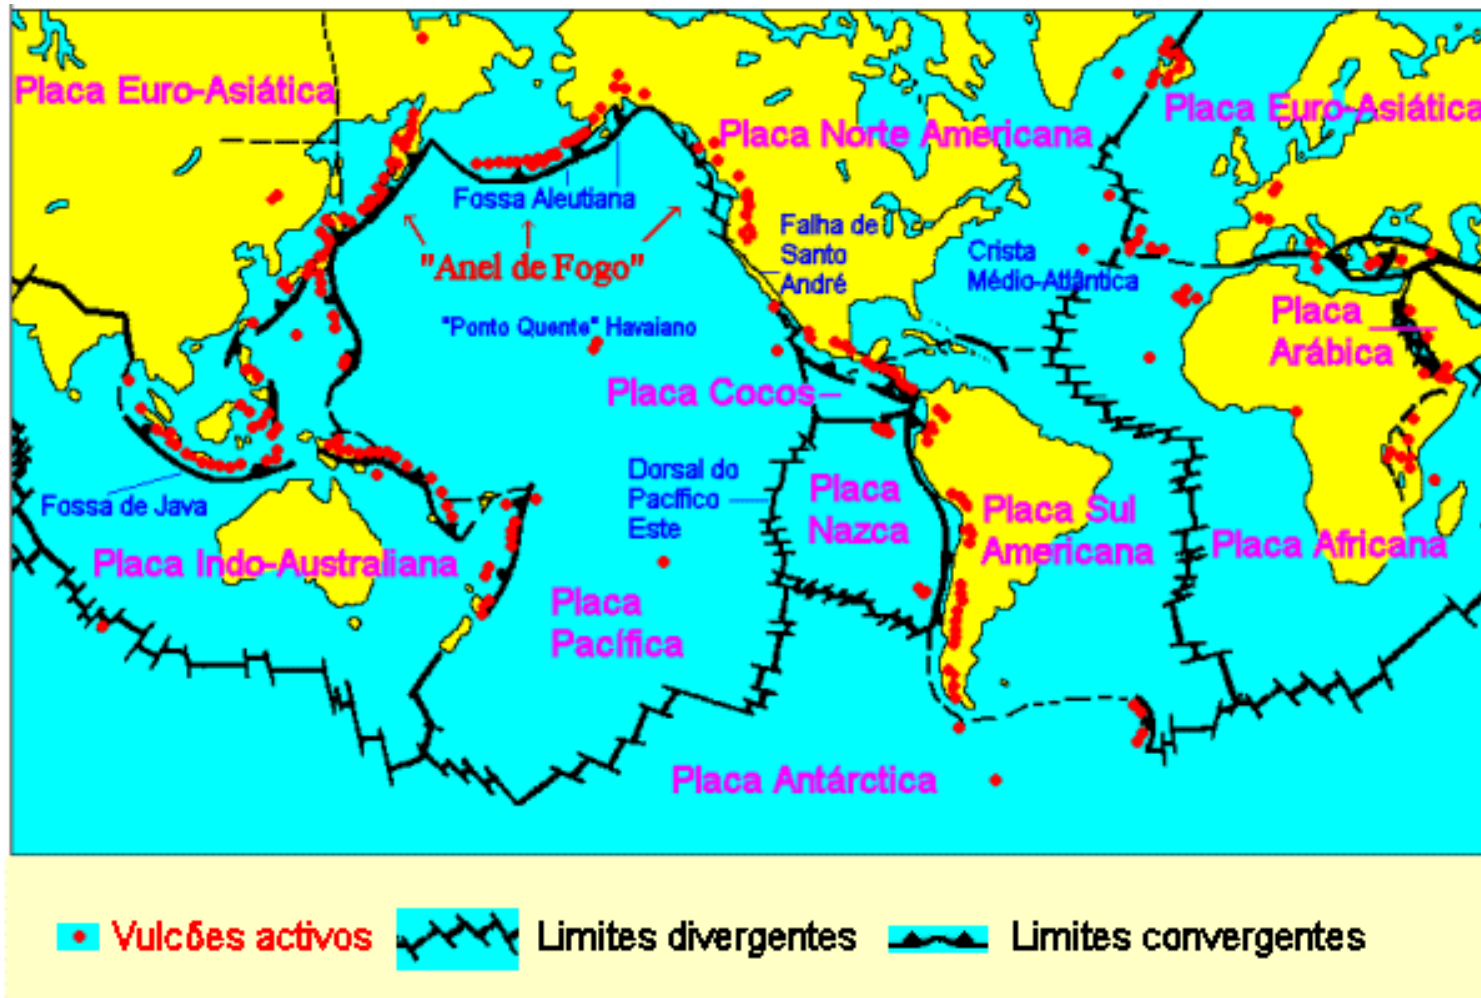 Placa Euro-Asiática
Placa Norte Americana
Placa Euro-Asiática
Fossa Aleutiana
"Anel de Fogo"
Falha de
Santo
André
Crista
Médio-Atlântica
"Ponto Quente" Havaiano
Placa
Arábica
Placa Cocos
Fossa de Java
Dorsal do
Pacífico
Este
Placa
Nazca
Placa Sul
Americana
Placa Africana
Placa Indo-Australiana
Placa
Pacífica
Placa Antárctica
Vulcões activos
Limites divergentes
Limites convergentes